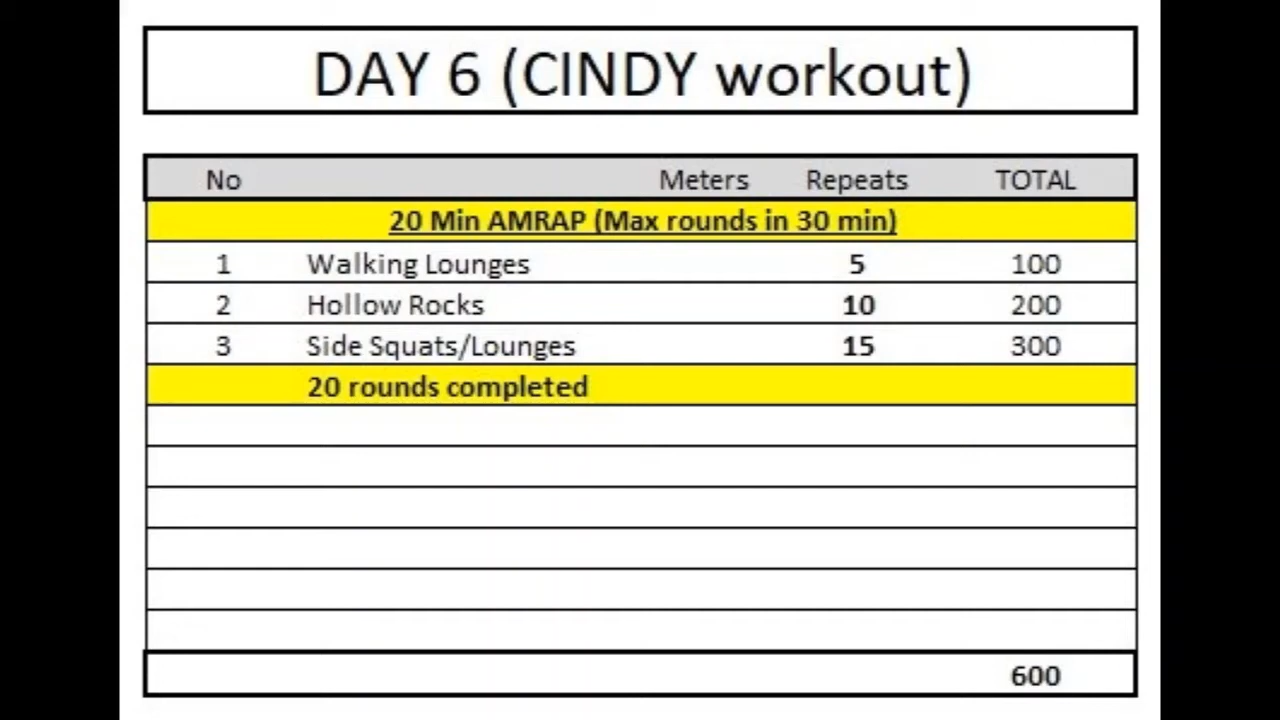 DAY 6 (CINDY workout)
No Meters Repeats TOTAL
20 Min AMRAP (Max rounds in 30 min)
1 Walking Lounges 5 100
2 Hollow Rocks 10 200
3 Side Squats/Lounges 15 300
20 rounds completed
600